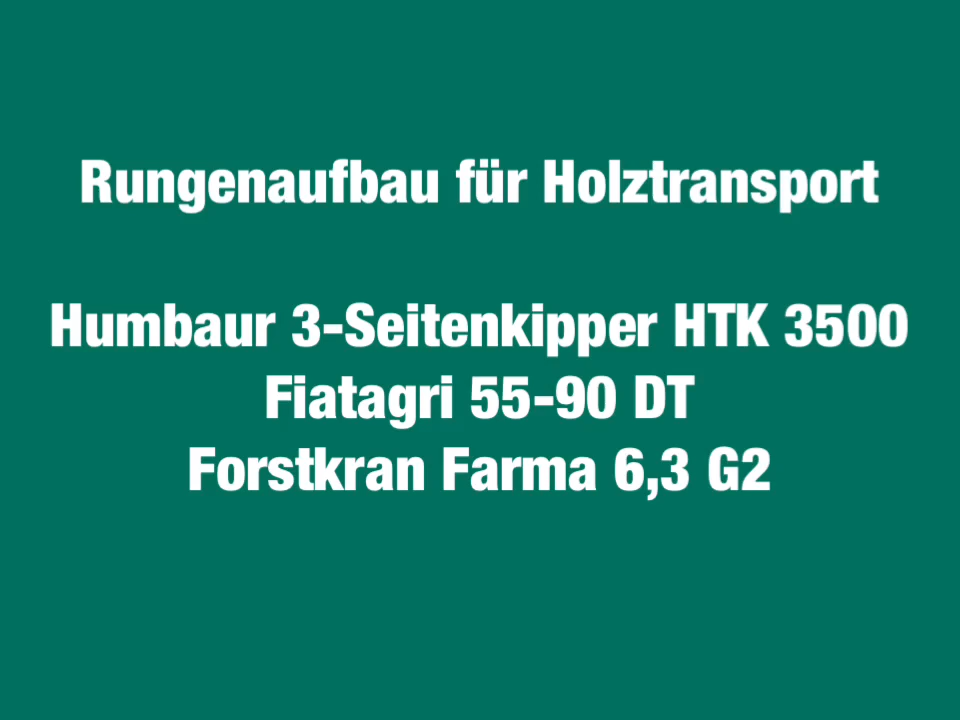 Rungenaufbau für Holztransport
Humbaur 3-Seitenkipper HTK 3500
Fiatagri 55-90 DT
Forstkran Farma 6,3 G2